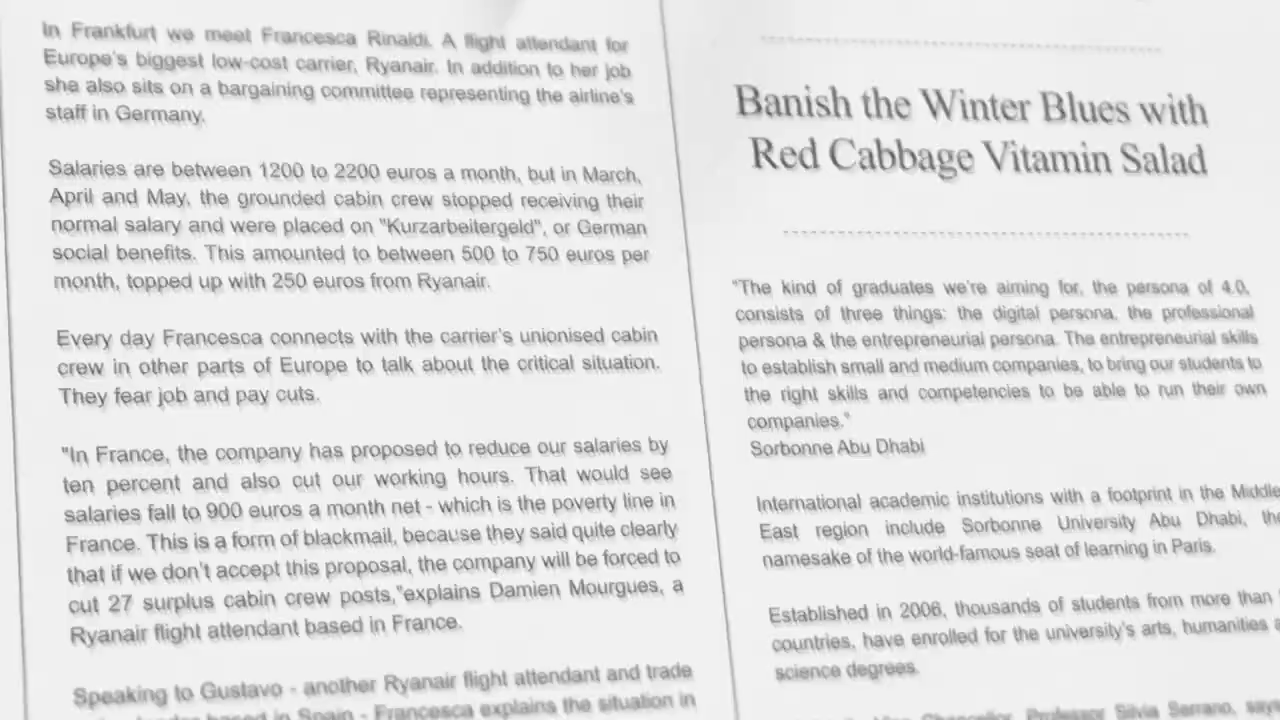 In Frankfurt we meet Francesca Rinaldi. A flight attendant for
Europe's biggest low-cost carrier, Ryanair. In addition to her job
she also sits on a bargaining committee representing the airline's
staff in Germany.
Salaries are between 1200 to 2200 euros a month, but in March,
April and May, the grounded cabin crew stopped receiving their
normal salary and were placed on "Kurzarbeitergeld", or German
social benefits. This amounted to between 500 to 750 euros per
month, topped up with 250 euros from Ryanair.
Every day Francesca connects with the carrier's unionised cabin
crew in other parts of Europe to talk about the critical situation.
They fear job and pay cuts.
"In France, the company has proposed to reduce our salaries by
ten percent and also cut our working hours. That would see
salaries fall to 900 euros a month net - which is the poverty line in
France. This is a form of blackmail, because they said quite clearly
that if we don't accept this proposal, the company will be forced to
cut 27 surplus cabin crew posts,"explains Damien Mourgues, a
Ryanair flight attendant based in France.
Speaking to Gustavo - another Ryanair flight attendant and trade
based in Spain - Francesca explains the situation in
Banish the Winter Blues with
Red Cabbage Vitamin Salad
"The kind of graduates we're aiming for, the persona of 4.0,
consists of three things: the digital persona, the professional
persona & the entrepreneurial persona. The entrepreneurial skills
to establish small and medium companies, to bring our students to
the right skills and competencies to be able to run their own
companies."
Sorbonne Abu Dhabi
International academic institutions with a footprint in the Middle
East region include Sorbonne University Abu Dhabi, the
namesake of the world-famous seat of learning in Paris.
Established in 2006, thousands of students from more than
countries, have enrolled for the university's arts, humanities
science degrees.
Chancellor, Professor Silvia Serrano, says